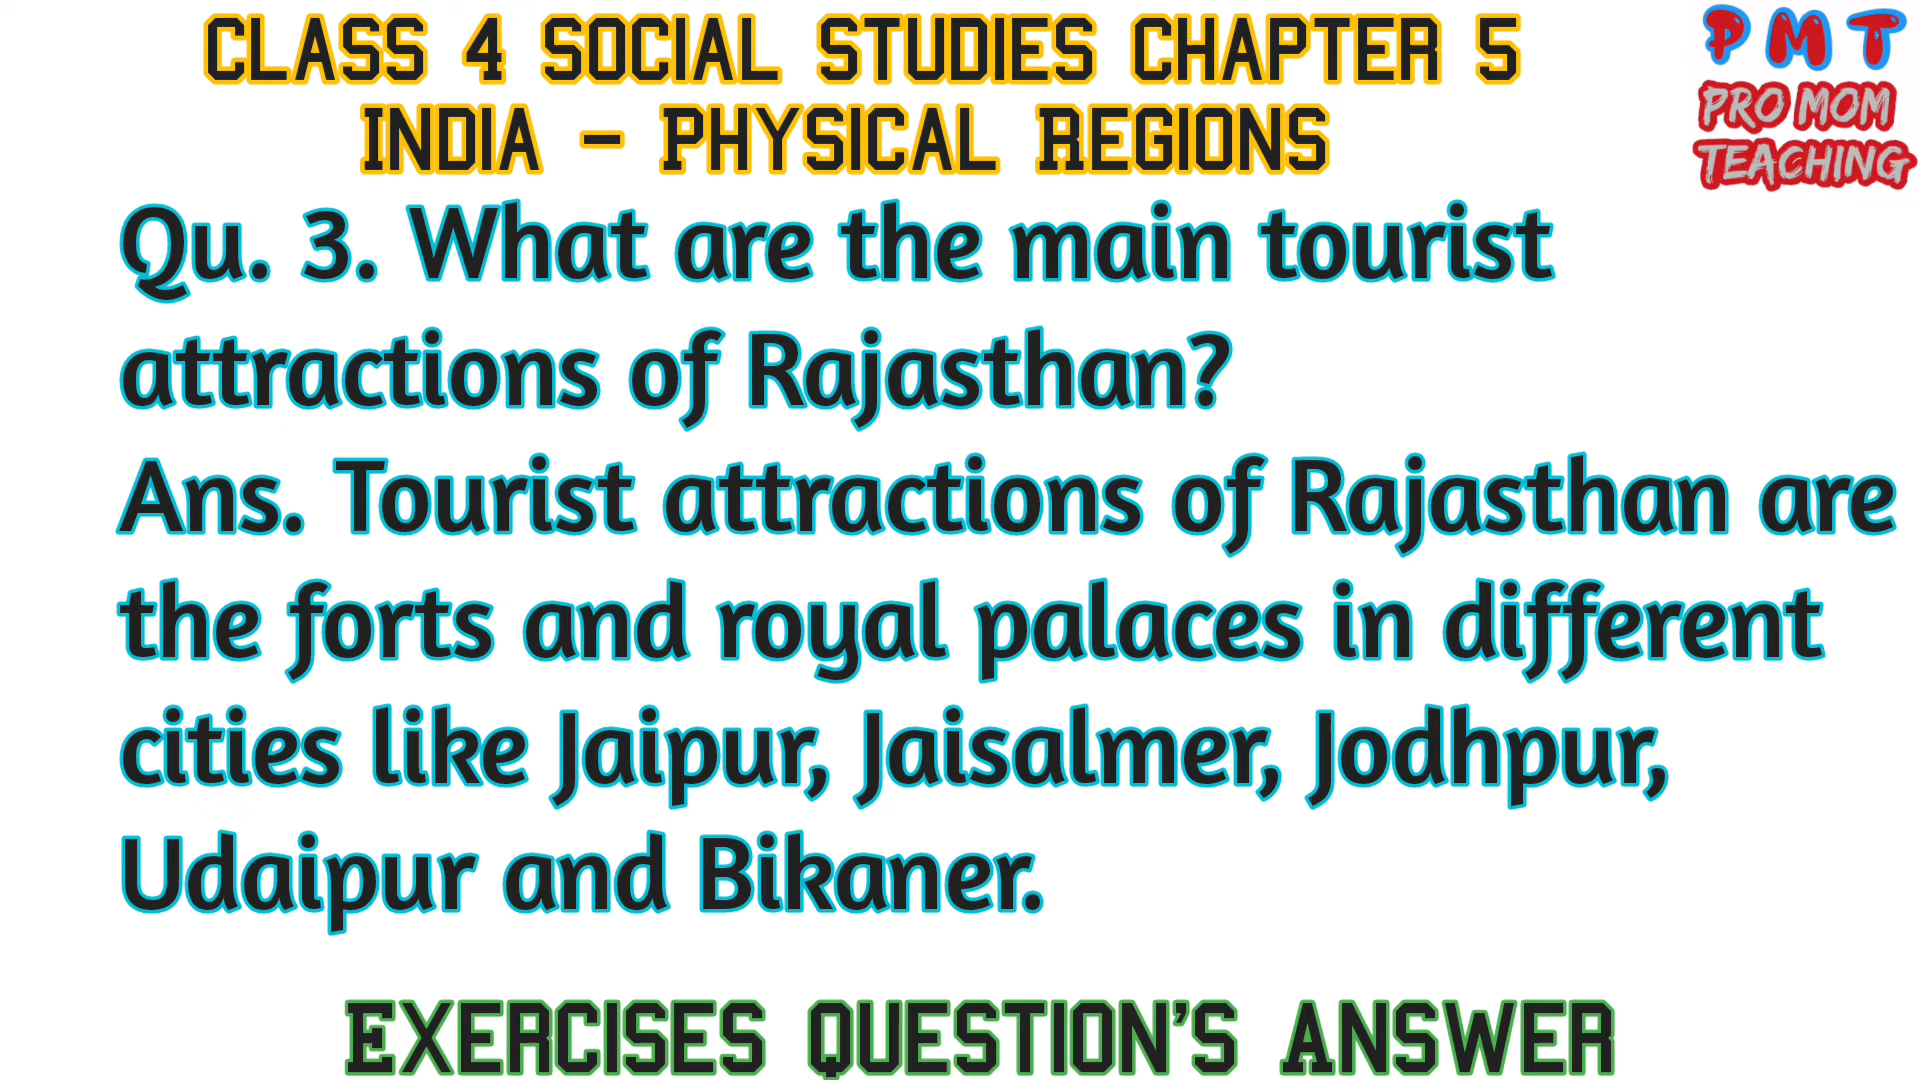 CLASS 4 SOCIAL STUDIES CHAPTER 5
INDIA - PHYSICAL REGIONS
PMT
PRO MOM
TEACHING
Qu. 3. What are the main tourist
attractions of Rajasthan?
Ans. Tourist attractions of Rajasthan are
the forts and royal palaces in different
cities like Jaipur, Jaisalmer, Jodhpur,
Udaipur and Bikaner.
EXERCISES QUESTION'S ANSWER